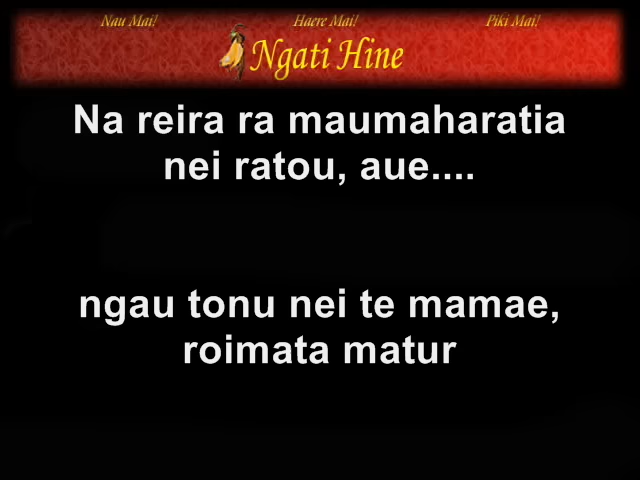 Nau Mai! Haere Mai! Piki Mai!
Ngati Hine
Na reira ra maumaharatia
nei ratou, aue....
ngau tonu nei te mamae,
roimata matur